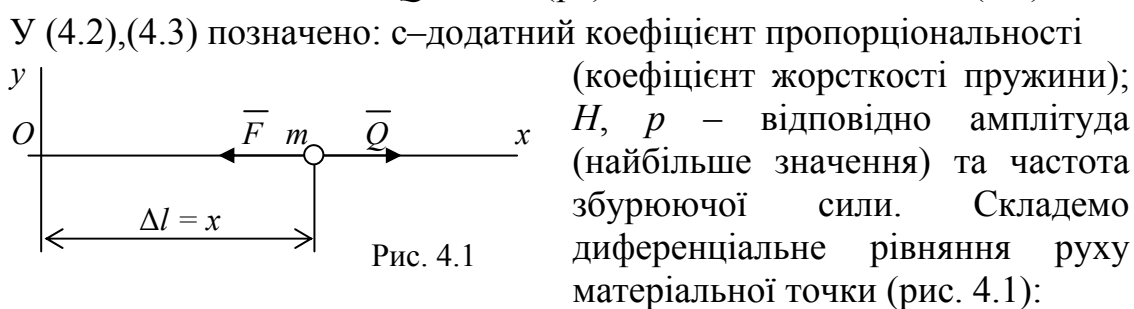 У (4.2),(4.3) позначено: с–додатний коефіцієнт пропорціональності
(коефіцієнт жорсткості пружини);
H, p – відповідно амплітуда
(найбільше значення) та частота
збурюючої сили. Складемо
диференціальне рівняння руху
матеріальної точки (рис. 4.1):
y
O F m Q x
Δl = x
Рис. 4.1